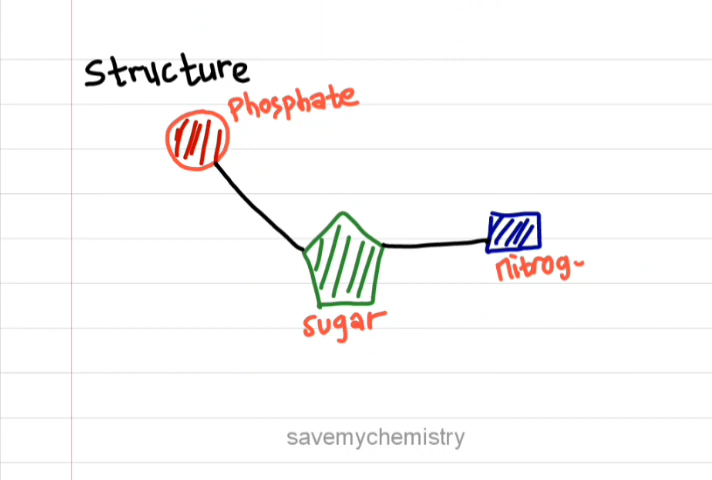 Structure
Phosphate
nitrog-
sugar
savemychemistry